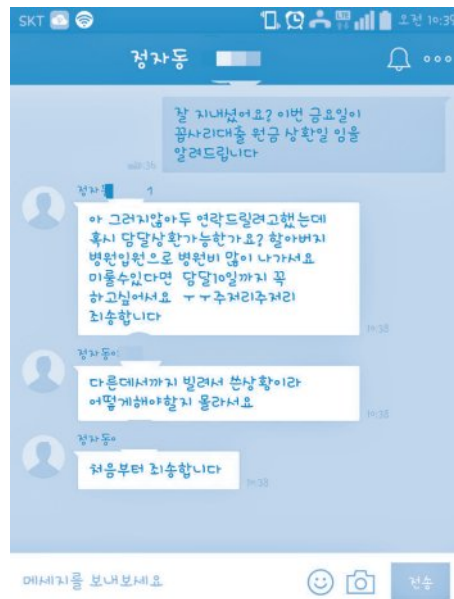 SKT
LTE
오전 10:39
정자동
잘 지내셨어요? 이번 금요일이
꿈사리대출 원금 상환일 임을
알려드립니다
정자
1
아 그러지않아두 연락드릴려고했는데
혹시 담달상환가능한가요? 할아버지
병원입원으로 병원비 많이 나가서요
미룰수있다면 담달10일까지 꼭
하고싶어서요 ㅜㅜ주저리주저리
죄송합니다
10:38
정자동
다른데서까지 빌려서 쓴상황이라
어떻게해야할지 몰라서요
10:38
정자동
처음부터 죄송합니다
10:38
메세지를 보내보세요
전송